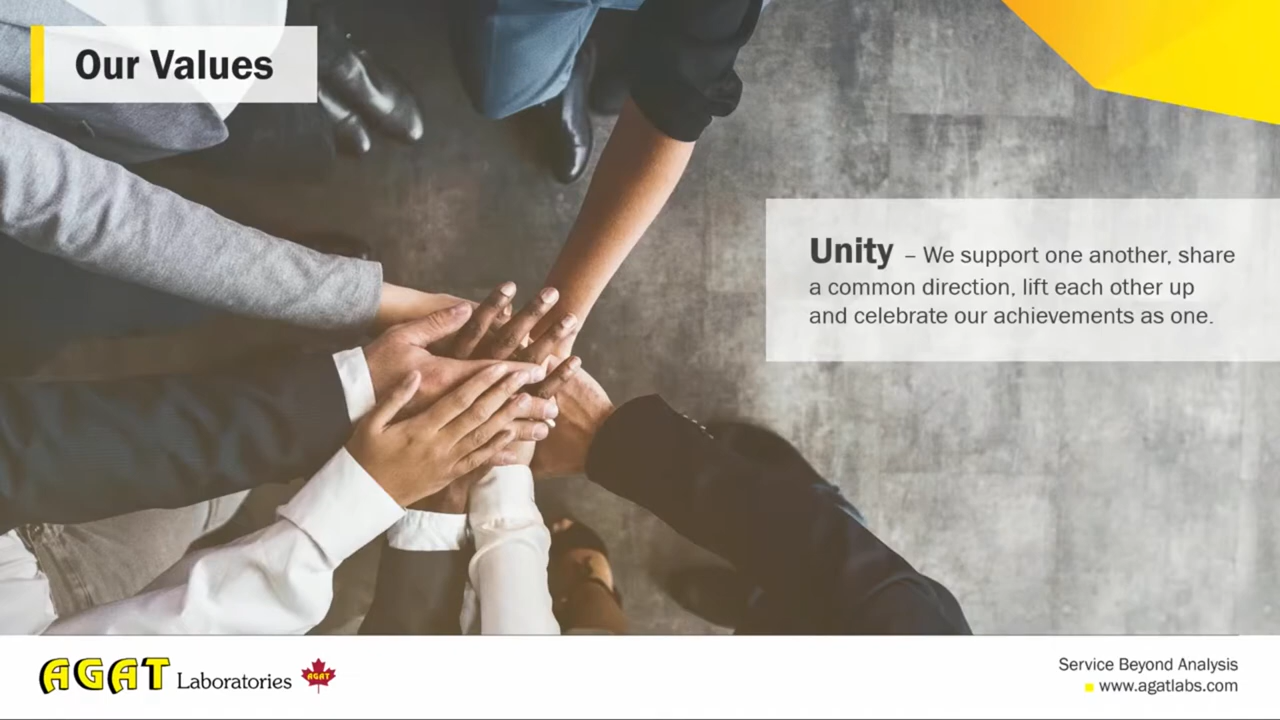 Our Values
Unity – We support one another, share
a common direction, lift each other up
and celebrate our achievements as one.
AGAT Laboratories AGAT
Service Beyond Analysis
www.agatlabs.com